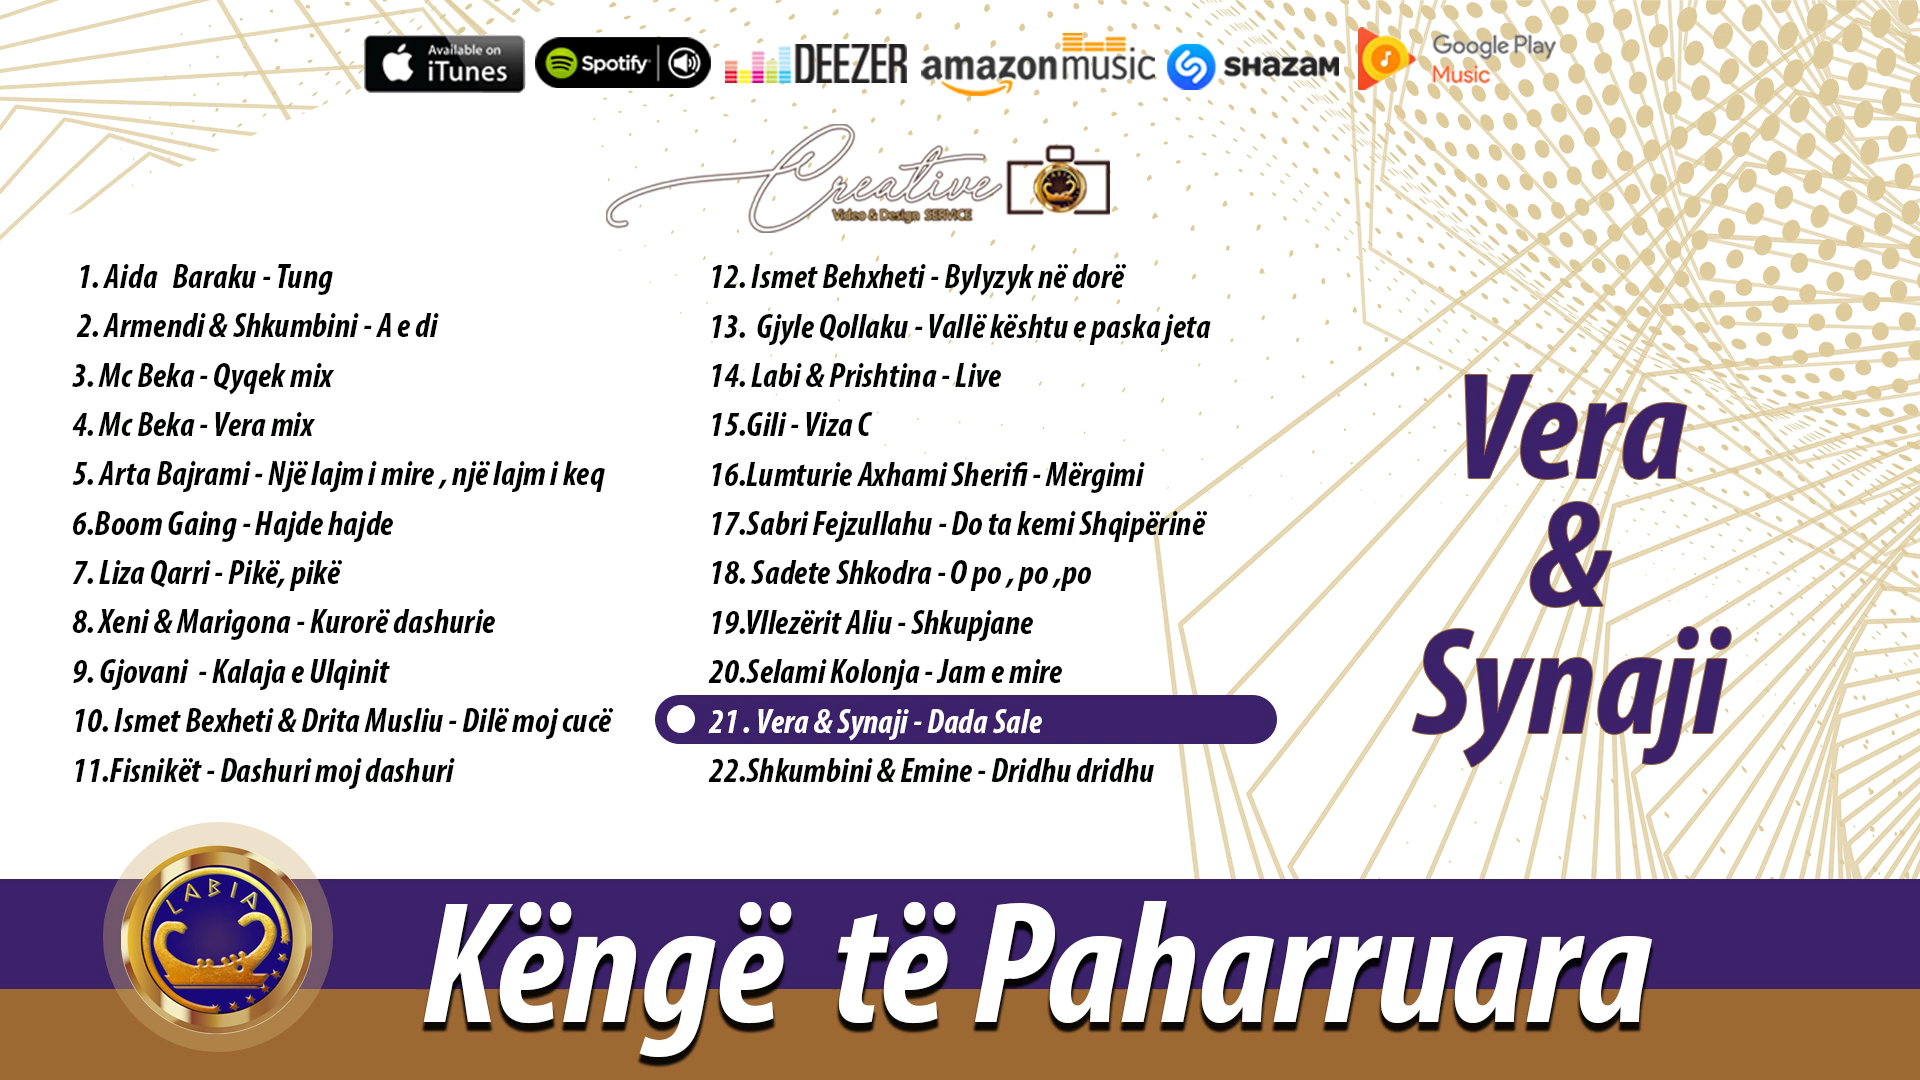 Available on
iTunes
Spotify
DEEZER
amazon music
SHAZAM
Google Play
Music
Creative
Video & Design SERVICE
LABIA
1. Aida Baraku - Tung
2. Armendi & Shkumbini - A e di
3. Mc Beka - Qyqek mix
4. Mc Beka - Vera mix
5. Arta Bajrami - Një lajm i mire , një lajm i keq
6.Boom Gaing - Hajde hajde
7. Liza Qarri - Pikë, pikë
8. Xeni & Marigona - Kurorë dashurie
9. Gjovani - Kalaja e Ulqinit
10. Ismet Bexheti & Drita Musliu - Dilë moj cucë
11.Fisnikët - Dashuri moj dashuri
12. Ismet Behxheti - Bylyzyk në dorë
13. Gjyle Qollaku - Vallë kështu e paska jeta
14. Labi & Prishtina - Live
15.Gili - Viza C
16.Lumturie Axhami Sherifi - Mërgimi
17.Sabri Fejzullahu - Do ta kemi Shqipërinë
18. Sadete Shkodra - O po , po ,po
19.Vllezërit Aliu - Shkupjane
20.Selami Kolonja - Jam e mire
21 . Vera & Synaji - Dada Sale
22.Shkumbini & Emine - Dridhu dridhu
Vera
&
Synaji
LABIA
Këngë të Paharruara